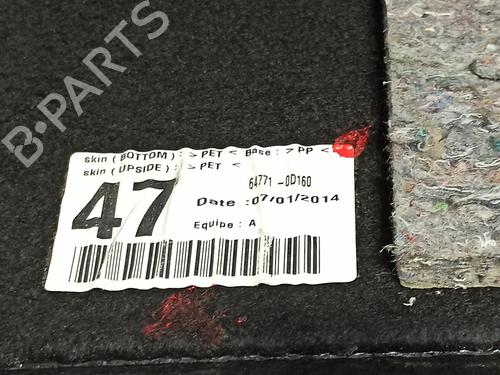 B-PARTS
skin (BOTTOM) : > PET < Base : > PP <
skin (UPSIDE) : > PET <
47
64771-0D160
Date : 07/01/2014
Equipe : A